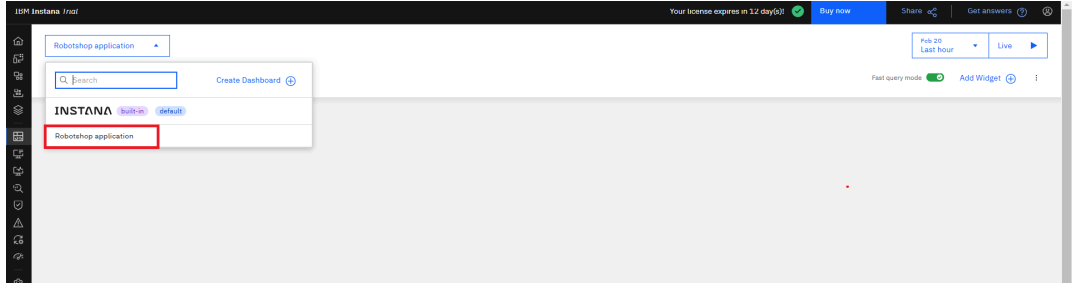 IBM Instana Trial
Your license expires in 12 day(s)!
Buy now
Share
Get answers
Robotshop application
Feb 20
Last hour
Live
Search
Create Dashboard
Fast query mode
Add Widget
INSTANA built-in default
Robotshop application